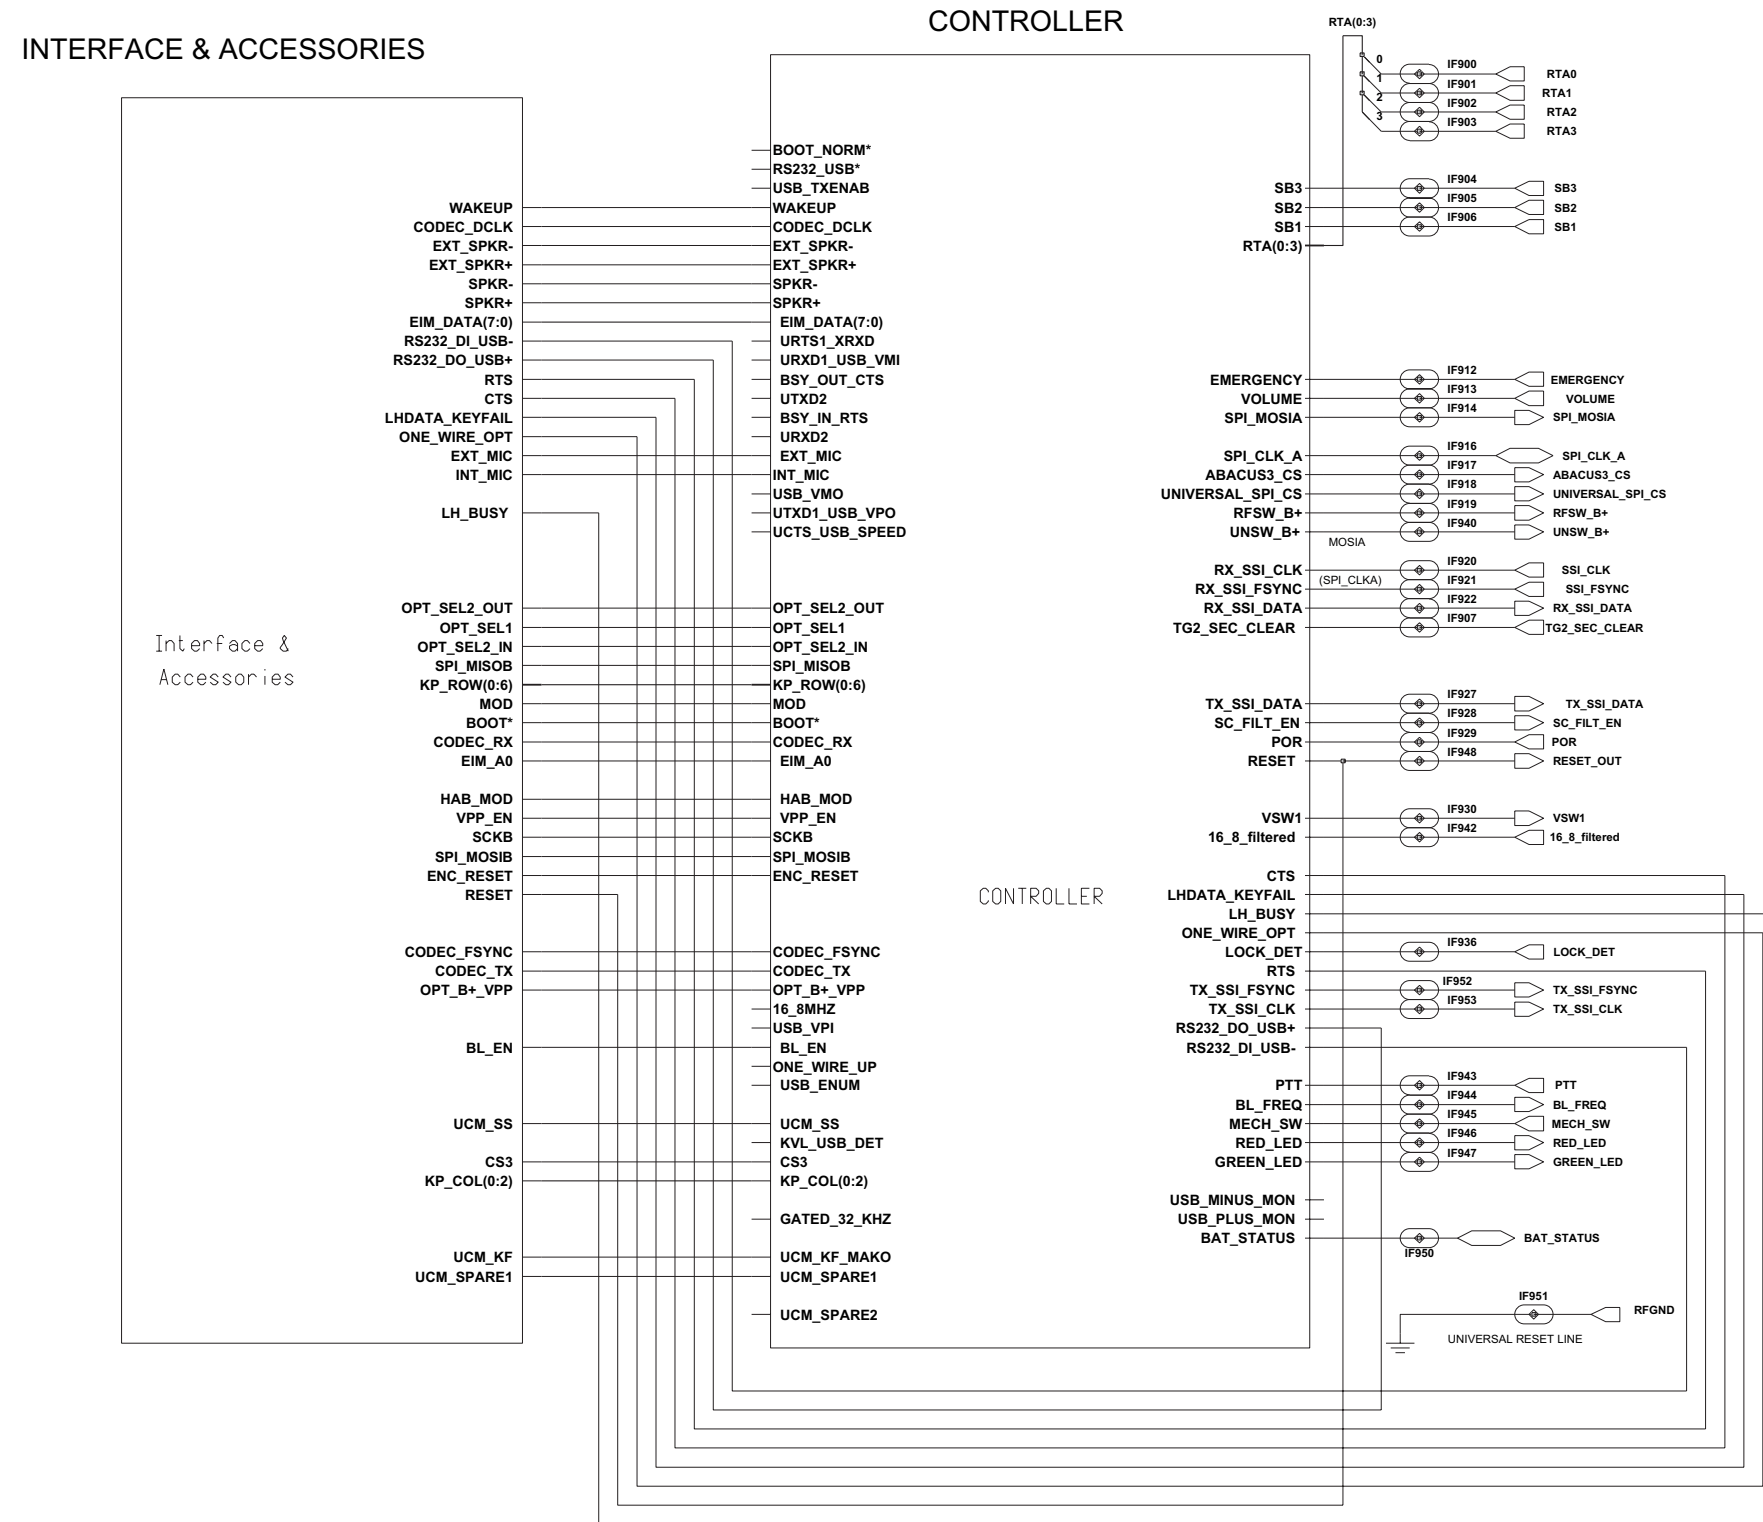 CONTROLLER
INTERFACE & ACCESSORIES
RTA(0:3)
0
1
2
3
IF900
RTA0
IF901
RTA1
IF902
RTA2
IF903
RTA3
WAKEUP
CODEC_DCLK
EXT_SPKR-
EXT_SPKR+
SPKR-
SPKR+
EIM_DATA(7:0)
RS232_DI_USB-
RS232_DO_USB+
RTS
CTS
LHDATA_KEYFAIL
ONE_WIRE_OPT
EXT_MIC
INT_MIC
LH_BUSY
OPT_SEL2_OUT
OPT_SEL1
OPT_SEL2_IN
SPI_MISOB
KP_ROW(0:6)
MOD
BOOT*
CODEC_RX
EIM_A0
HAB_MOD
VPP_EN
SCKB
SPI_MOSIB
ENC_RESET
RESET
CODEC_FSYNC
CODEC_TX
OPT_B+_VPP
BL_EN
UCM_SS
CS3
KP_COL(0:2)
UCM_KF
UCM_SPARE1
Interface &
Accessories
BOOT_NORM*
RS232_USB*
USB_TXENAB
WAKEUP
CODEC_DCLK
EXT_SPKR-
EXT_SPKR+
SPKR-
SPKR+
EIM_DATA(7:0)
URTS1_XRXD
URXD1_USB_VMI
BSY_OUT_CTS
UTXD2
BSY_IN_RTS
URXD2
EXT_MIC
INT_MIC
USB_VMO
UTXD1_USB_VPO
UCTS_USB_SPEED
OPT_SEL2_OUT
OPT_SEL1
OPT_SEL2_IN
SPI_MISOB
KP_ROW(0:6)
MOD
BOOT*
CODEC_RX
EIM_A0
HAB_MOD
VPP_EN
SCKB
SPI_MOSIB
ENC_RESET
CODEC_FSYNC
CODEC_TX
OPT_B+_VPP
16_8MHZ
USB_VPI
BL_EN
ONE_WIRE_UP
USB_ENUM
UCM_SS
KVL_USB_DET
CS3
KP_COL(0:2)
GATED_32_KHZ
UCM_KF_MAKO
UCM_SPARE1
UCM_SPARE2
CONTROLLER
SB3
SB2
SB1
RTA(0:3)
EMERGENCY
VOLUME
SPI_MOSIA
SPI_CLK_A
ABACUS3_CS
UNIVERSAL_SPI_CS
RFSW_B+
UNSW_B+
RX_SSI_CLK
RX_SSI_FSYNC
RX_SSI_DATA
TG2_SEC_CLEAR
TX_SSI_DATA
SC_FILT_EN
POR
RESET
VSW1
16_8_filtered
CTS
LHDATA_KEYFAIL
LH_BUSY
ONE_WIRE_OPT
LOCK_DET
RTS
TX_SSI_FSYNC
TX_SSI_CLK
RS232_DO_USB+
RS232_DI_USB-
PTT
BL_FREQ
MECH_SW
RED_LED
GREEN_LED
USB_MINUS_MON
USB_PLUS_MON
BAT_STATUS
IF904
SB3
IF905
SB2
IF906
SB1
IF912
EMERGENCY
IF913
VOLUME
IF914
SPI_MOSIA
IF916
SPI_CLK_A
IF917
ABACUS3_CS
IF918
UNIVERSAL_SPI_CS
IF919
RFSW_B+
IF940
UNSW_B+
MOSIA
IF920
SSI_CLK
(SPI_CLKA)
IF921
SSI_FSYNC
IF922
RX_SSI_DATA
IF907
TG2_SEC_CLEAR
IF927
TX_SSI_DATA
IF928
SC_FILT_EN
IF929
POR
IF948
RESET_OUT
IF930
VSW1
IF942
16_8_filtered
IF936
LOCK_DET
IF952
TX_SSI_FSYNC
IF953
TX_SSI_CLK
IF943
PTT
IF944
BL_FREQ
IF945
MECH_SW
IF946
RED_LED
IF947
GREEN_LED
BAT_STATUS
IF950
IF951
RFGND
UNIVERSAL RESET LINE